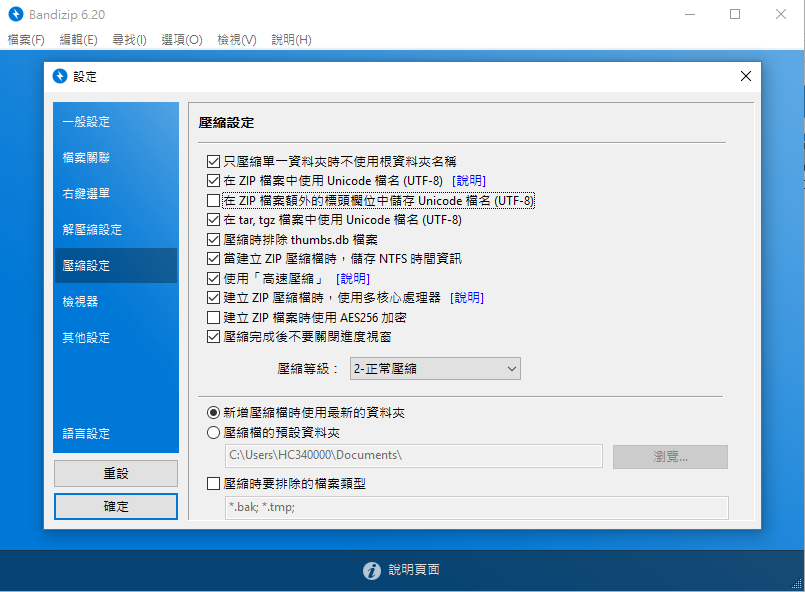 Bandizip 6.20
檔案(F) 編輯(E) 尋找(I) 選項(O) 檢視(V) 說明(H)
設定
一般設定
檔案關聯
右鍵選單
解壓縮設定
壓縮設定
檢視器
其他設定
語言設定
重設
確定
壓縮設定
只壓縮單一資料夾時不使用根資料夾名稱
在 ZIP 檔案中使用 Unicode 檔名 (UTF-8) [說明]
在 ZIP 檔案額外的標頭欄位中儲存 Unicode 檔名 (UTF-8)
在 tar, tgz 檔案中使用 Unicode 檔名 (UTF-8)
壓縮時排除 thumbs.db 檔案
當建立 ZIP 壓縮檔時，儲存 NTFS 時間資訊
使用「高速壓縮」 [說明]
建立 ZIP 壓縮檔時，使用多核心處理器 [說明]
建立 ZIP 檔案時使用 AES256 加密
壓縮完成後不要關閉進度視窗
壓縮等級： 2-正常壓縮
新增壓縮檔時使用最新的資料夾
壓縮檔的預設資料夾
C:\Users\HC340000\Documents\ 瀏覽...
壓縮時要排除的檔案類型
*.bak; *.tmp;
說明頁面